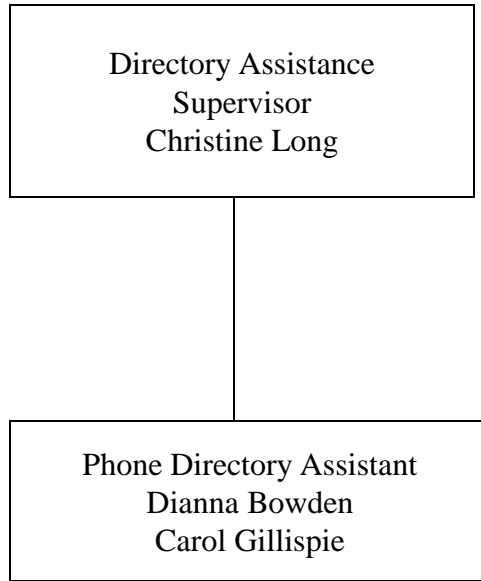 Directory Assistance
Supervisor
Christine Long
Phone Directory Assistant
Dianna Bowden
Carol Gillispie